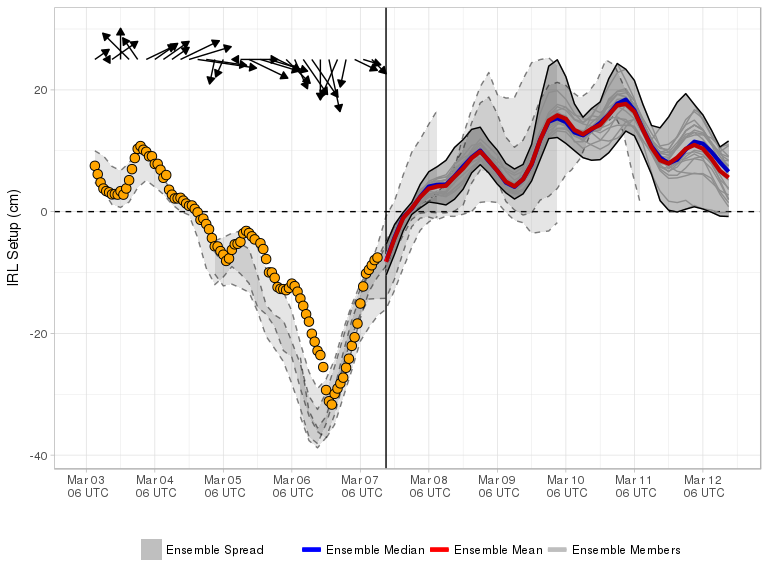 IRL Setup (cm)
20
0
-20
-40
Mar 03 Mar 04 Mar 05 Mar 06 Mar 07 Mar 08 Mar 09 Mar 10 Mar 11 Mar 12
06 UTC 06 UTC 06 UTC 06 UTC 06 UTC 06 UTC 06 UTC 06 UTC 06 UTC 06 UTC
Ensemble Spread Ensemble Median Ensemble Mean Ensemble Members